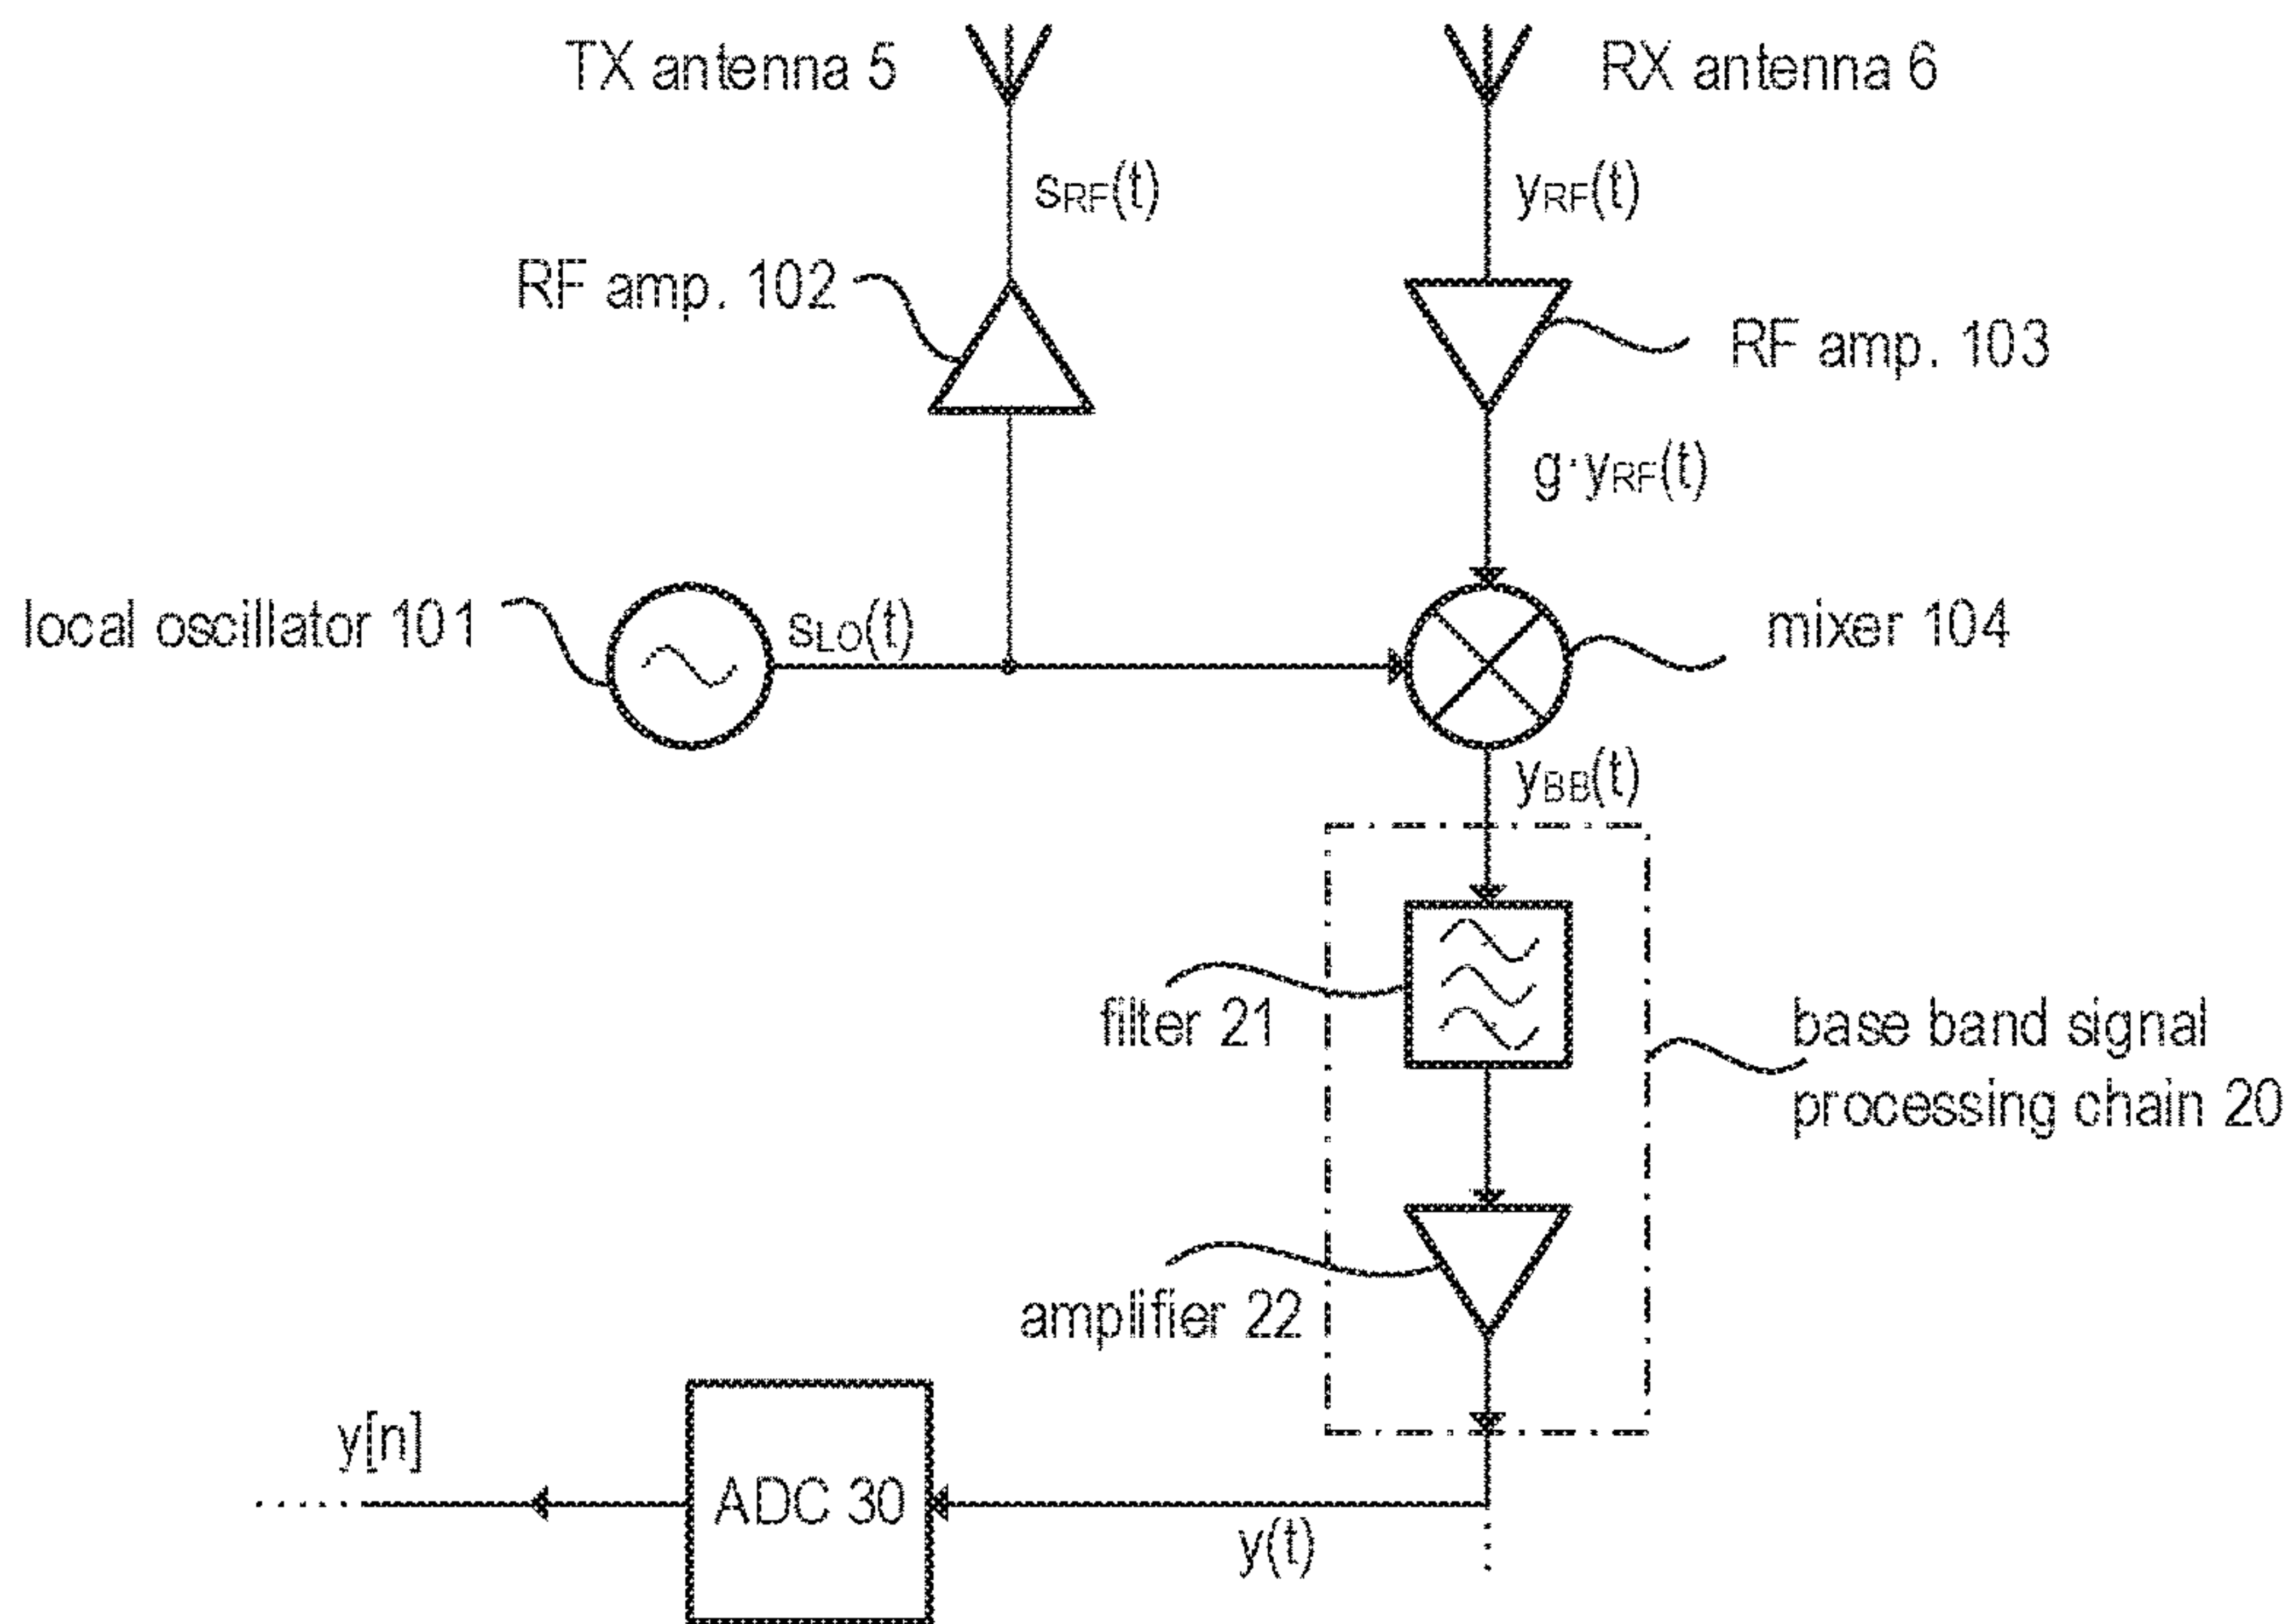 TX antenna 5
RX antenna 6
sRF(t)
yRF(t)
RF amp. 102
RF amp. 103
g·yRF(t)
local oscillator 101
sLO(t)
mixer 104
yBB(t)
filter 21
base band signal
processing chain 20
amplifier 22
y[n]
ADC 30
y(t)